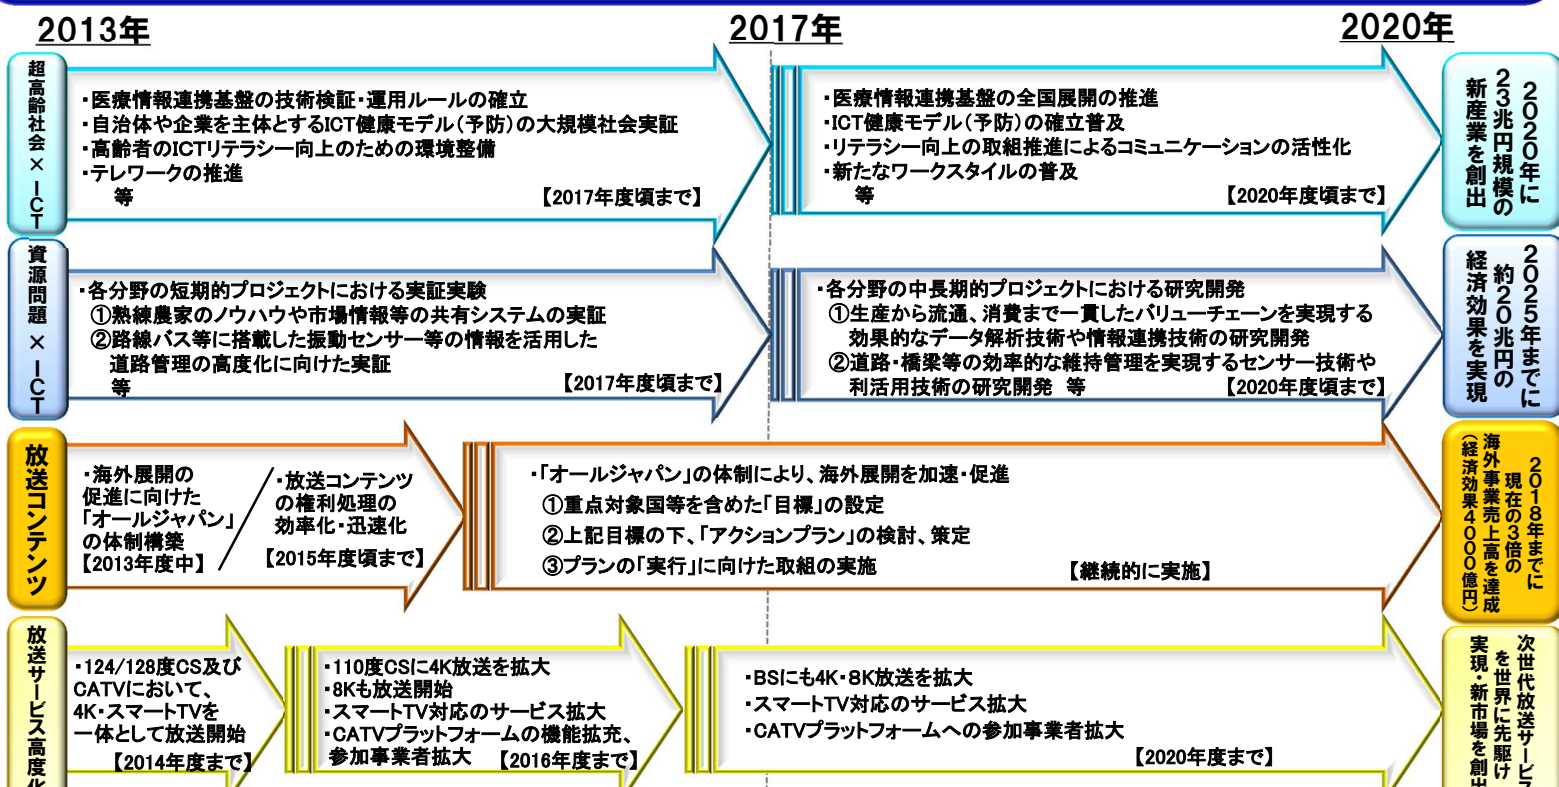 2013年
2017年
2020年
超高齢社会×ICT
・医療情報連携基盤の技術検証・運用ルールの確立
・自治体や企業を主体とするICT健康モデル（予防）の大規模社会実証
・高齢者のICTリテラシー向上のための環境整備
・テレワークの推進
等
【2017年度頃まで】
・医療情報連携基盤の全国展開の推進
・ICT健康モデル（予防）の確立普及
・リテラシー向上の取組推進によるコミュニケーションの活性化
・新たなワークスタイルの普及
等
【2020年度頃まで】
2020年に
23兆円規模の
新産業を創出
資源問題×ICT
・各分野の短期的プロジェクトにおける実証実験
①熟練農家のノウハウや市場情報等の共有システムの実証
②路線バス等に搭載した振動センサー等の情報を活用した
道路管理の高度化に向けた実証
等
【2017年度頃まで】
・各分野の中長期的プロジェクトにおける研究開発
①生産から流通、消費まで一貫したバリューチェーンを実現する
効果的なデータ解析技術や情報連携技術の研究開発
②道路・橋梁等の効率的な維持管理を実現するセンサー技術や
利活用技術の研究開発 等
【2020年度頃まで】
2025年までに
約20兆円の
経済効果を実現
放送コンテンツ
・海外展開の
促進に向けた
「オールジャパン」
の体制構築
【2013年度中】
・放送コンテンツ
の権利処理の
効率化・迅速化
【2015年度頃まで】
・「オールジャパン」の体制により、海外展開を加速・促進
①重点対象国等を含めた「目標」の設定
②上記目標の下、「アクションプラン」の検討、策定
③プランの「実行」に向けた取組の実施
【継続的に実施】
2018年までに
現在の3倍の
海外事業売上高を達成
（経済効果4000億円）
放送サービス高度化
・124/128度CS及び
CATVにおいて、
4K・スマートTVを
一体として放送開始
【2014年度まで】
・110度CSに4K放送を拡大
・8Kも放送開始
・スマートTV対応のサービス拡大
・CATVプラットフォームの機能拡充、
参加事業者拡大
【2016年度まで】
・BSにも4K・8K放送を拡大
・スマートTV対応のサービス拡大
・CATVプラットフォームへの参加事業者拡大
【2020年度まで】
次世代放送サービス
を世界に先駆け
実現・新市場を創出